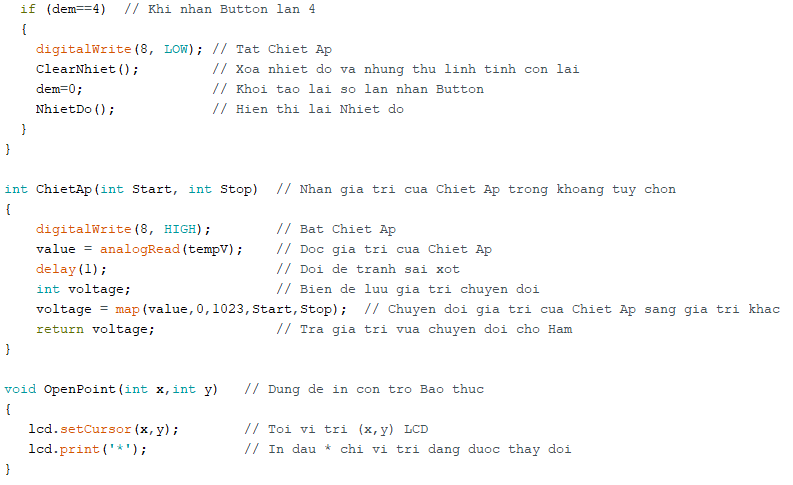 if (dem==4)  // Khi nhan Button lan 4
{
digitalWrite(8, LOW); // Tat Chiet Ap
ClearNhiet();         // Xoa nhiet do va nhung thu linh tinh con lai
dem=0;                // Khoi tao lai so lan nhan Button
NhietDo();            // Hien thi lai Nhiet do
}
}
int ChietAp(int Start, int Stop)  // Nhan gia tri cua Chiet Ap trong khoang tuy chon
{
digitalWrite(8, HIGH);        // Bat Chiet Ap
value = analogRead(tempV);    // Doc gia tri cua Chiet Ap
delay(1);                     // Doi de tranh sai xot
int voltage;                  // Bien de luu gia tri chuyen doi
voltage = map(value,0,1023,Start,Stop);  // Chuyen doi gia tri cua Chiet Ap sang gia tri khac
return voltage;               // Tra gia tri vua chuyen doi cho Ham
}
void OpenPoint(int x,int y)   // Dung de in con tro Bao thuc
{
lcd.setCursor(x,y);        // Toi vi tri (x,y) LCD
lcd.print('*');            // In dau * chi vi tri dang duoc thay doi
}